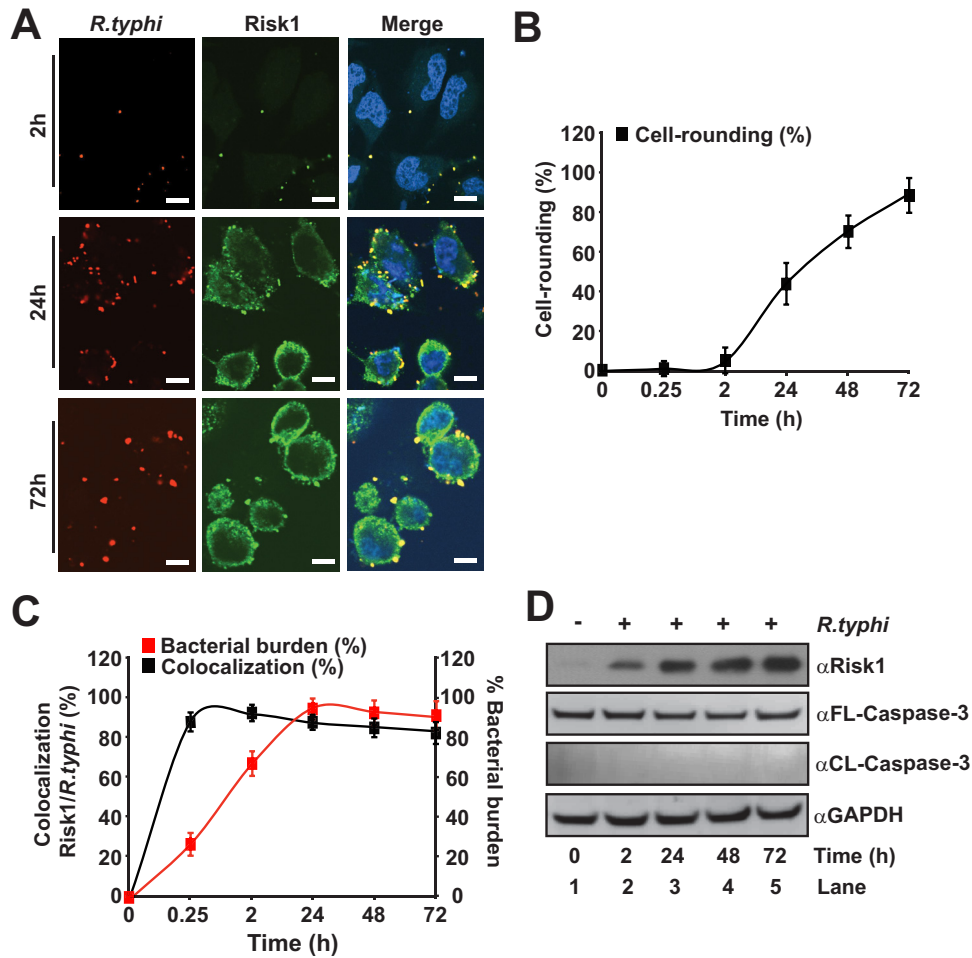 A
R.typhi Risk1 Merge
2h
24h
72h
B
Cell-rounding (%)
120
100
80
60
40
20
0
Cell-rounding (%)
0 0.25 2 24 48 72
Time (h)
C
Bacterial burden (%)
Colocalization (%)
120
100
80
60
40
20
0
Colocalization
Risk1/R.typhi (%)
120
100
80
60
40
20
0
% Bacterial
burden
0 0.25 2 24 48 72
Time (h)
D
- + + + + R.typhi
αRisk1
αFL-Caspase-3
αCL-Caspase-3
αGAPDH
0 2 24 48 72 Time (h)
1 2 3 4 5 Lane